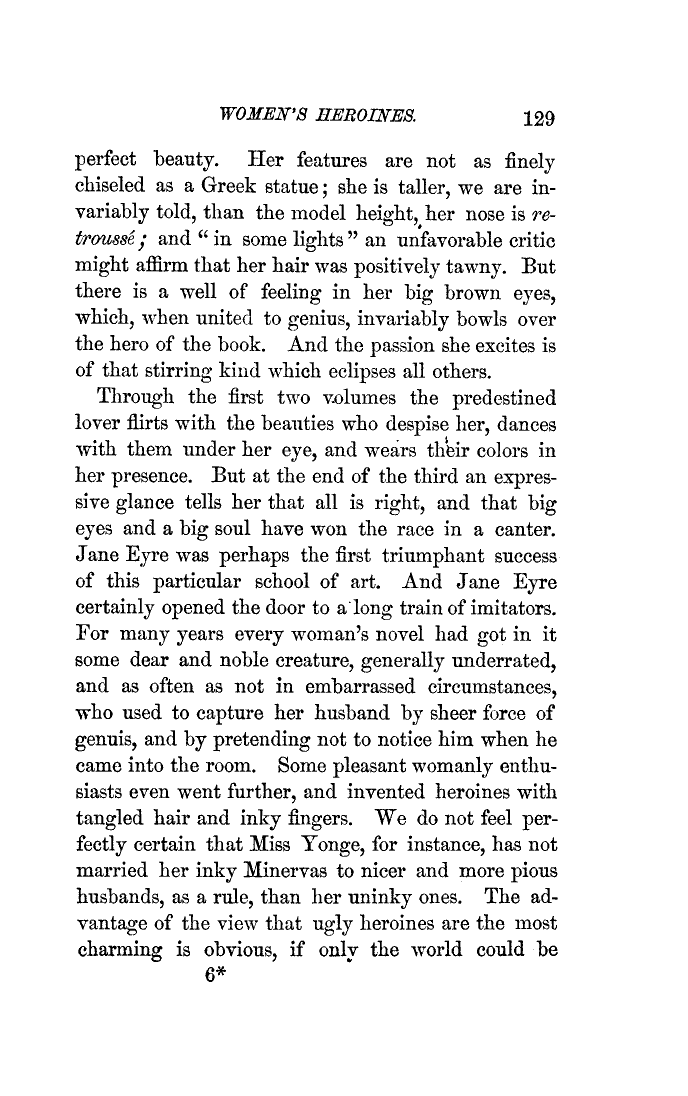 WOMEN'S HEROINES. 129
perfect beauty. Her features are not as finely
chiseled as a Greek statue; she is taller, we are in-
variably told, than the model height, her nose is re-
troussé; and “in some lights” an unfavorable critic
might affirm that her hair was positively tawny. But
there is a well of feeling in her big brown eyes,
which, when united to genius, invariably bowls over
the hero of the book. And the passion she excites is
of that stirring kind which eclipses all others.
Through the first two volumes the predestined
lover flirts with the beauties who despise her, dances
with them under her eye, and wears their colors in
her presence. But at the end of the third an expres-
sive glance tells her that all is right, and that big
eyes and a big soul have won the race in a canter.
Jane Eyre was perhaps the first triumphant success
of this particular school of art. And Jane Eyre
certainly opened the door to a long train of imitators.
For many years every woman's novel had got in it
some dear and noble creature, generally underrated,
and as often as not in embarrassed circumstances,
who used to capture her husband by sheer force of
genuis, and by pretending not to notice him when he
came into the room. Some pleasant womanly enthu-
siasts even went further, and invented heroines with
tangled hair and inky fingers. We do not feel per-
fectly certain that Miss Yonge, for instance, has not
married her inky Minervas to nicer and more pious
husbands, as a rule, than her uninky ones. The ad-
vantage of the view that ugly heroines are the most
charming is obvious, if only the world could be
6*